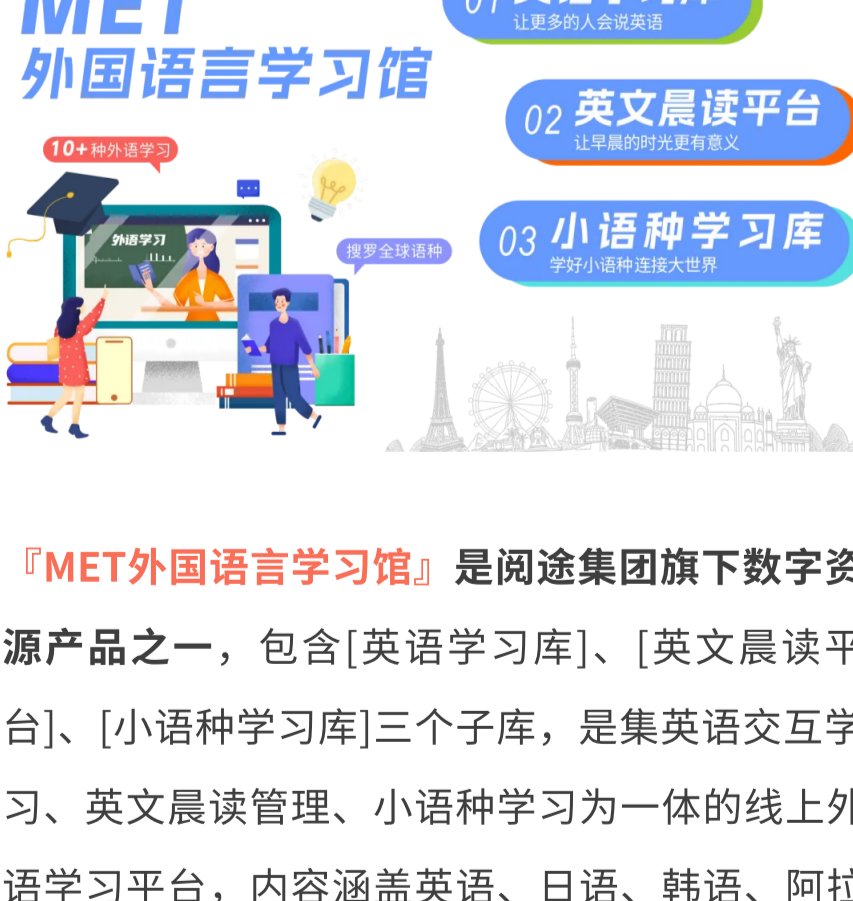 MET
外国语言学习馆
10+种外语学习
外语学习
搜罗全球语种
01 英语学习库
让更多的人会说英语
02 英文晨读平台
让早晨的时光更有意义
03 小语种学习库
学好小语种连接大世界
『MET外国语言学习馆』是阅途集团旗下数字资
源产品之一，包含[英语学习库]、[英文晨读平
台]、[小语种学习库]三个子库，是集英语交互学
习、英文晨读管理、小语种学习为一体的线上外
语学习平台，内容涵盖英语、日语、韩语、阿拉